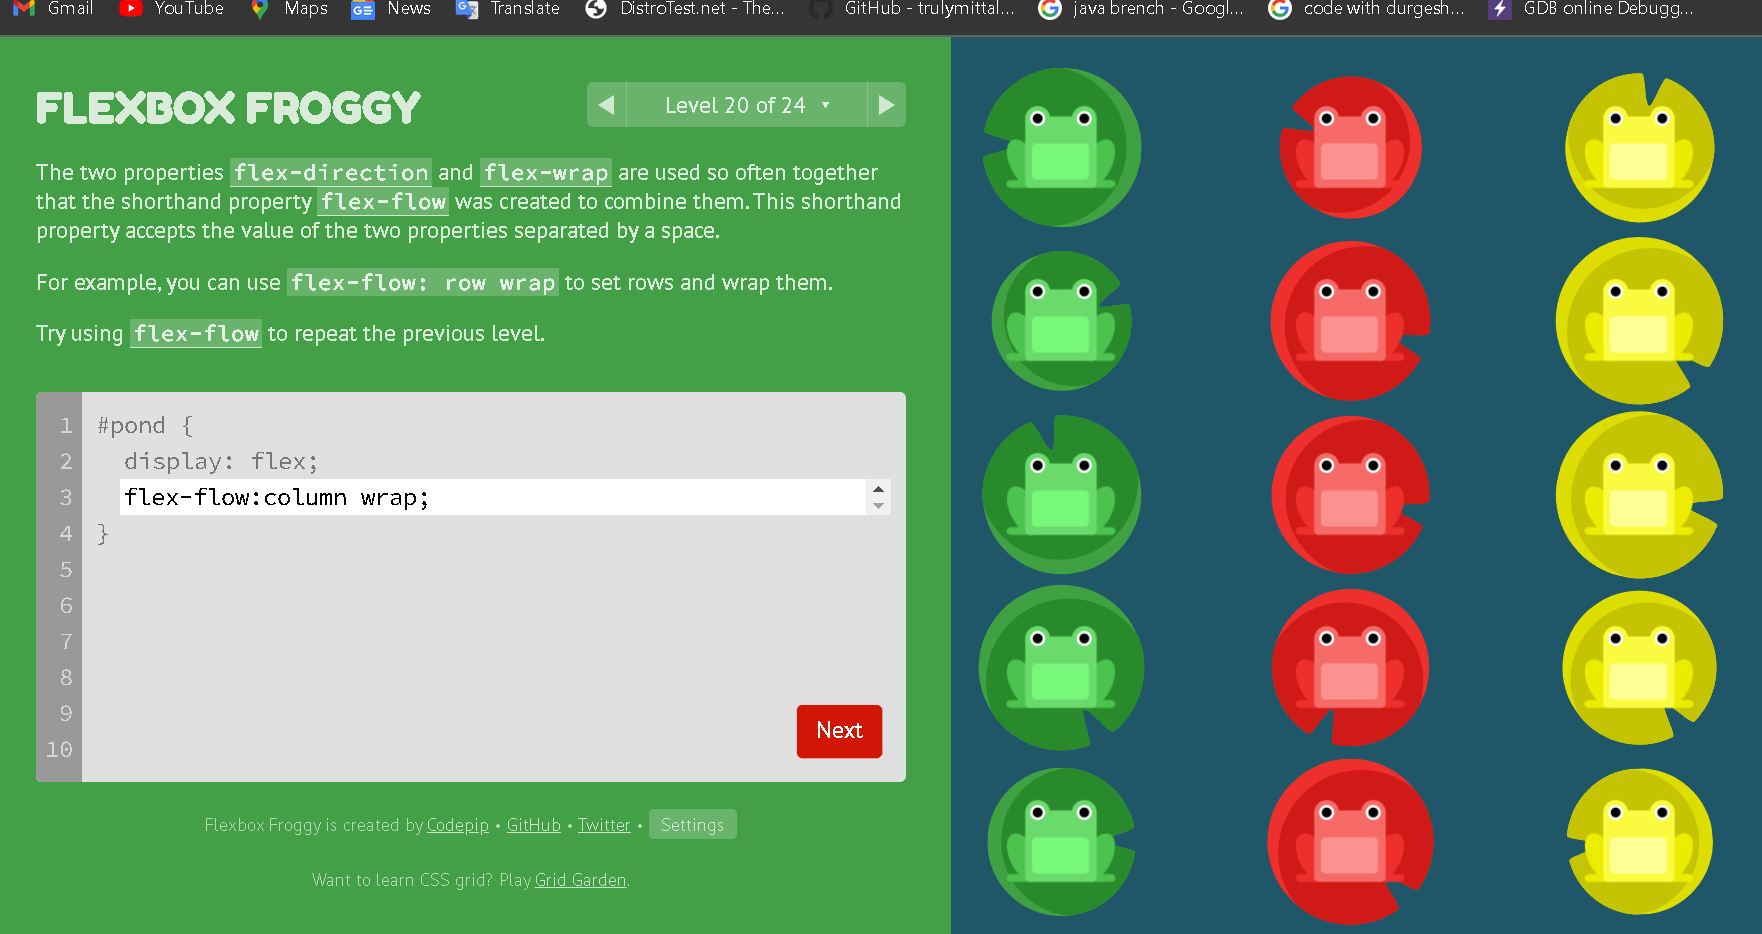 Gmail YouTube Maps News Translate DistroTest.net - The... GitHub - trulymittal... java brench - Googl... code with durgesh... GDB online Debugg...
FLEXBOX FROGGY
Level 20 of 24
The two properties flex-direction and flex-wrap are used so often together
that the shorthand property flex-flow was created to combine them. This shorthand
property accepts the value of the two properties separated by a space.
For example, you can use flex-flow: row wrap to set rows and wrap them.
Try using flex-flow to repeat the previous level.
1 #pond {
2 display: flex;
3 flex-flow:column wrap;
4 }
5
6
7
8
9
10
Next
Flexbox Froggy is created by Codepip • GitHub • Twitter • Settings
Want to learn CSS grid? Play Grid Garden.